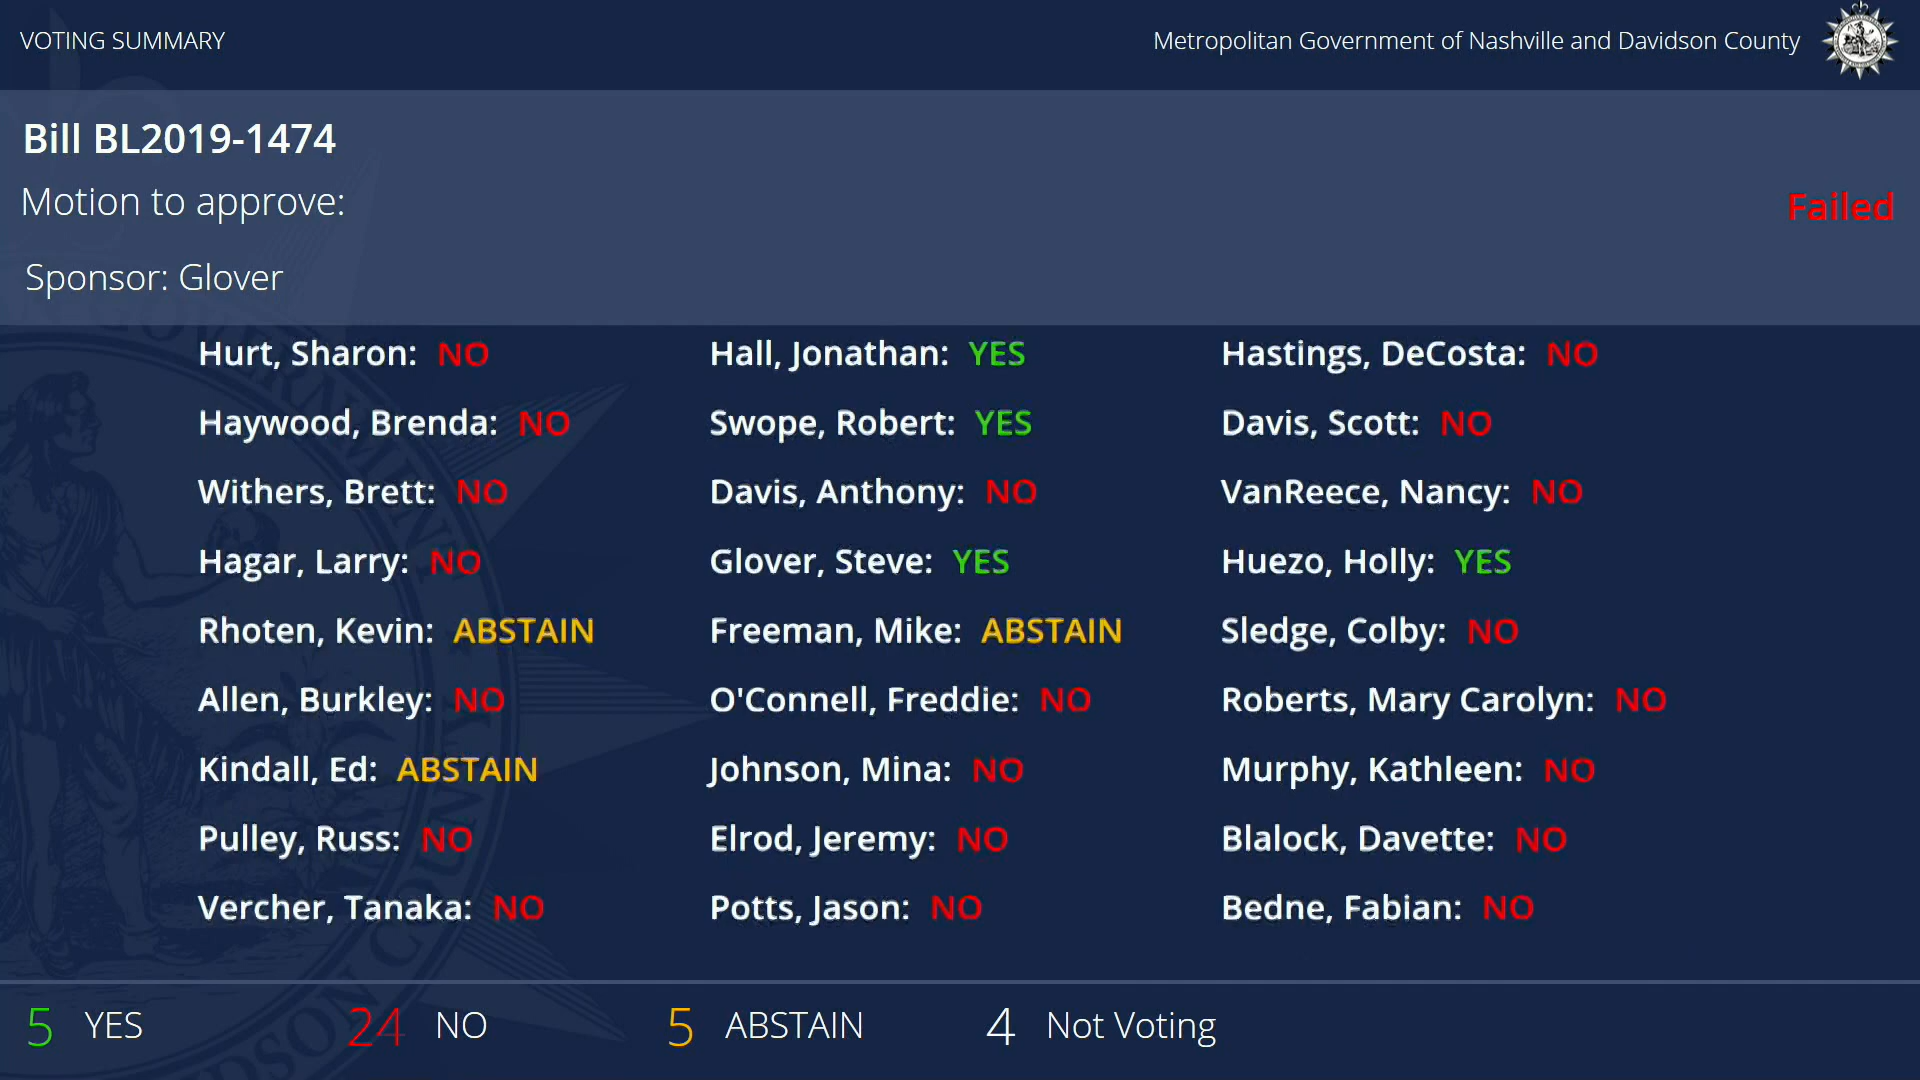 VOTING SUMMARY
Metropolitan Government of Nashville and Davidson County
Bill BL2019-1474
Motion to approve:
Failed
Sponsor: Glover
Hurt, Sharon: NO
Hall, Jonathan: YES
Hastings, DeCosta: NO
Haywood, Brenda: NO
Swope, Robert: YES
Davis, Scott: NO
Withers, Brett: NO
Davis, Anthony: NO
VanReece, Nancy: NO
Hagar, Larry: NO
Glover, Steve: YES
Huezo, Holly: YES
Rhoten, Kevin: ABSTAIN
Freeman, Mike: ABSTAIN
Sledge, Colby: NO
Allen, Burkley: NO
O'Connell, Freddie: NO
Roberts, Mary Carolyn: NO
Kindall, Ed: ABSTAIN
Johnson, Mina: NO
Murphy, Kathleen: NO
Pulley, Russ: NO
Elrod, Jeremy: NO
Blalock, Davette: NO
Vercher, Tanaka: NO
Potts, Jason: NO
Bedne, Fabian: NO
5 YES
24 NO
5 ABSTAIN
4 Not Voting